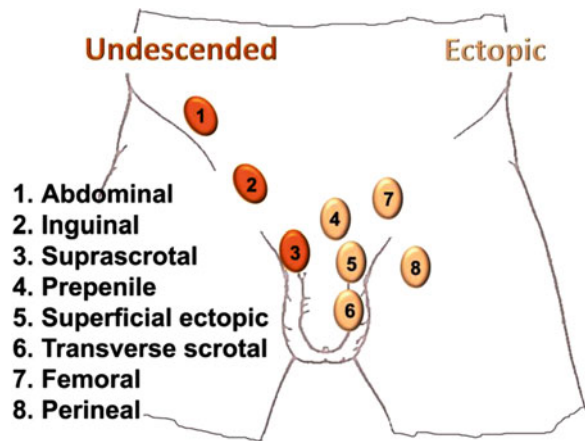 Undescended
Ectopic
1
2
3
4
5
6
7
8
1. Abdominal
2. Inguinal
3. Suprascrotal
4. Prepenile
5. Superficial ectopic
6. Transverse scrotal
7. Femoral
8. Perineal